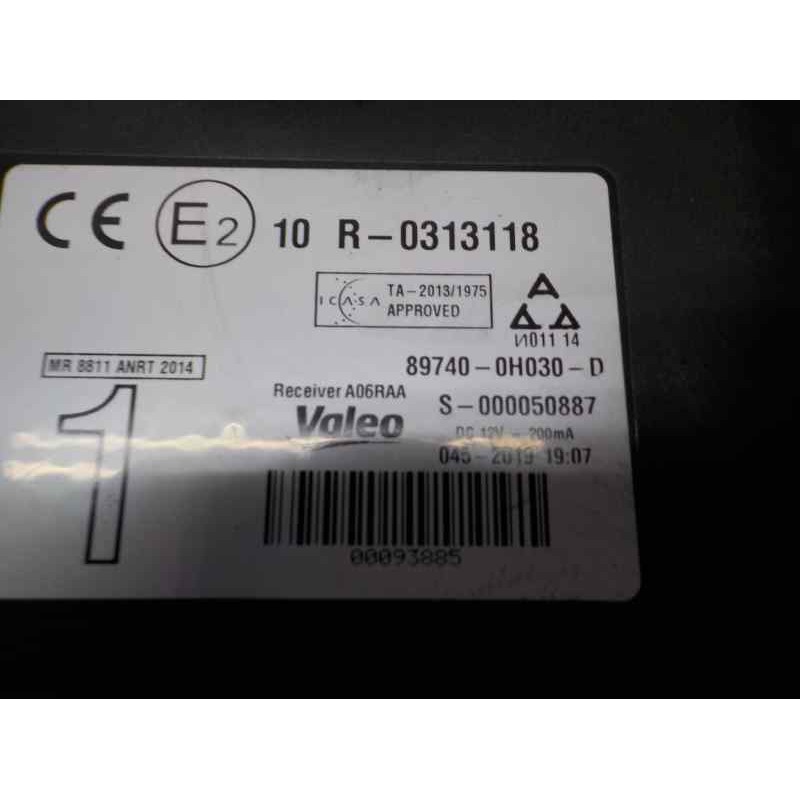 CE E2 10 R-0313118
ICASA TA-2013/1975
APPROVED
A
И011 14
MR 8811 ANRT 2014
89740-0H030-D
1
Receiver A06RAA
S-000050887
Valeo
DC 12V - 200mA
045-2019 19:07
00093885